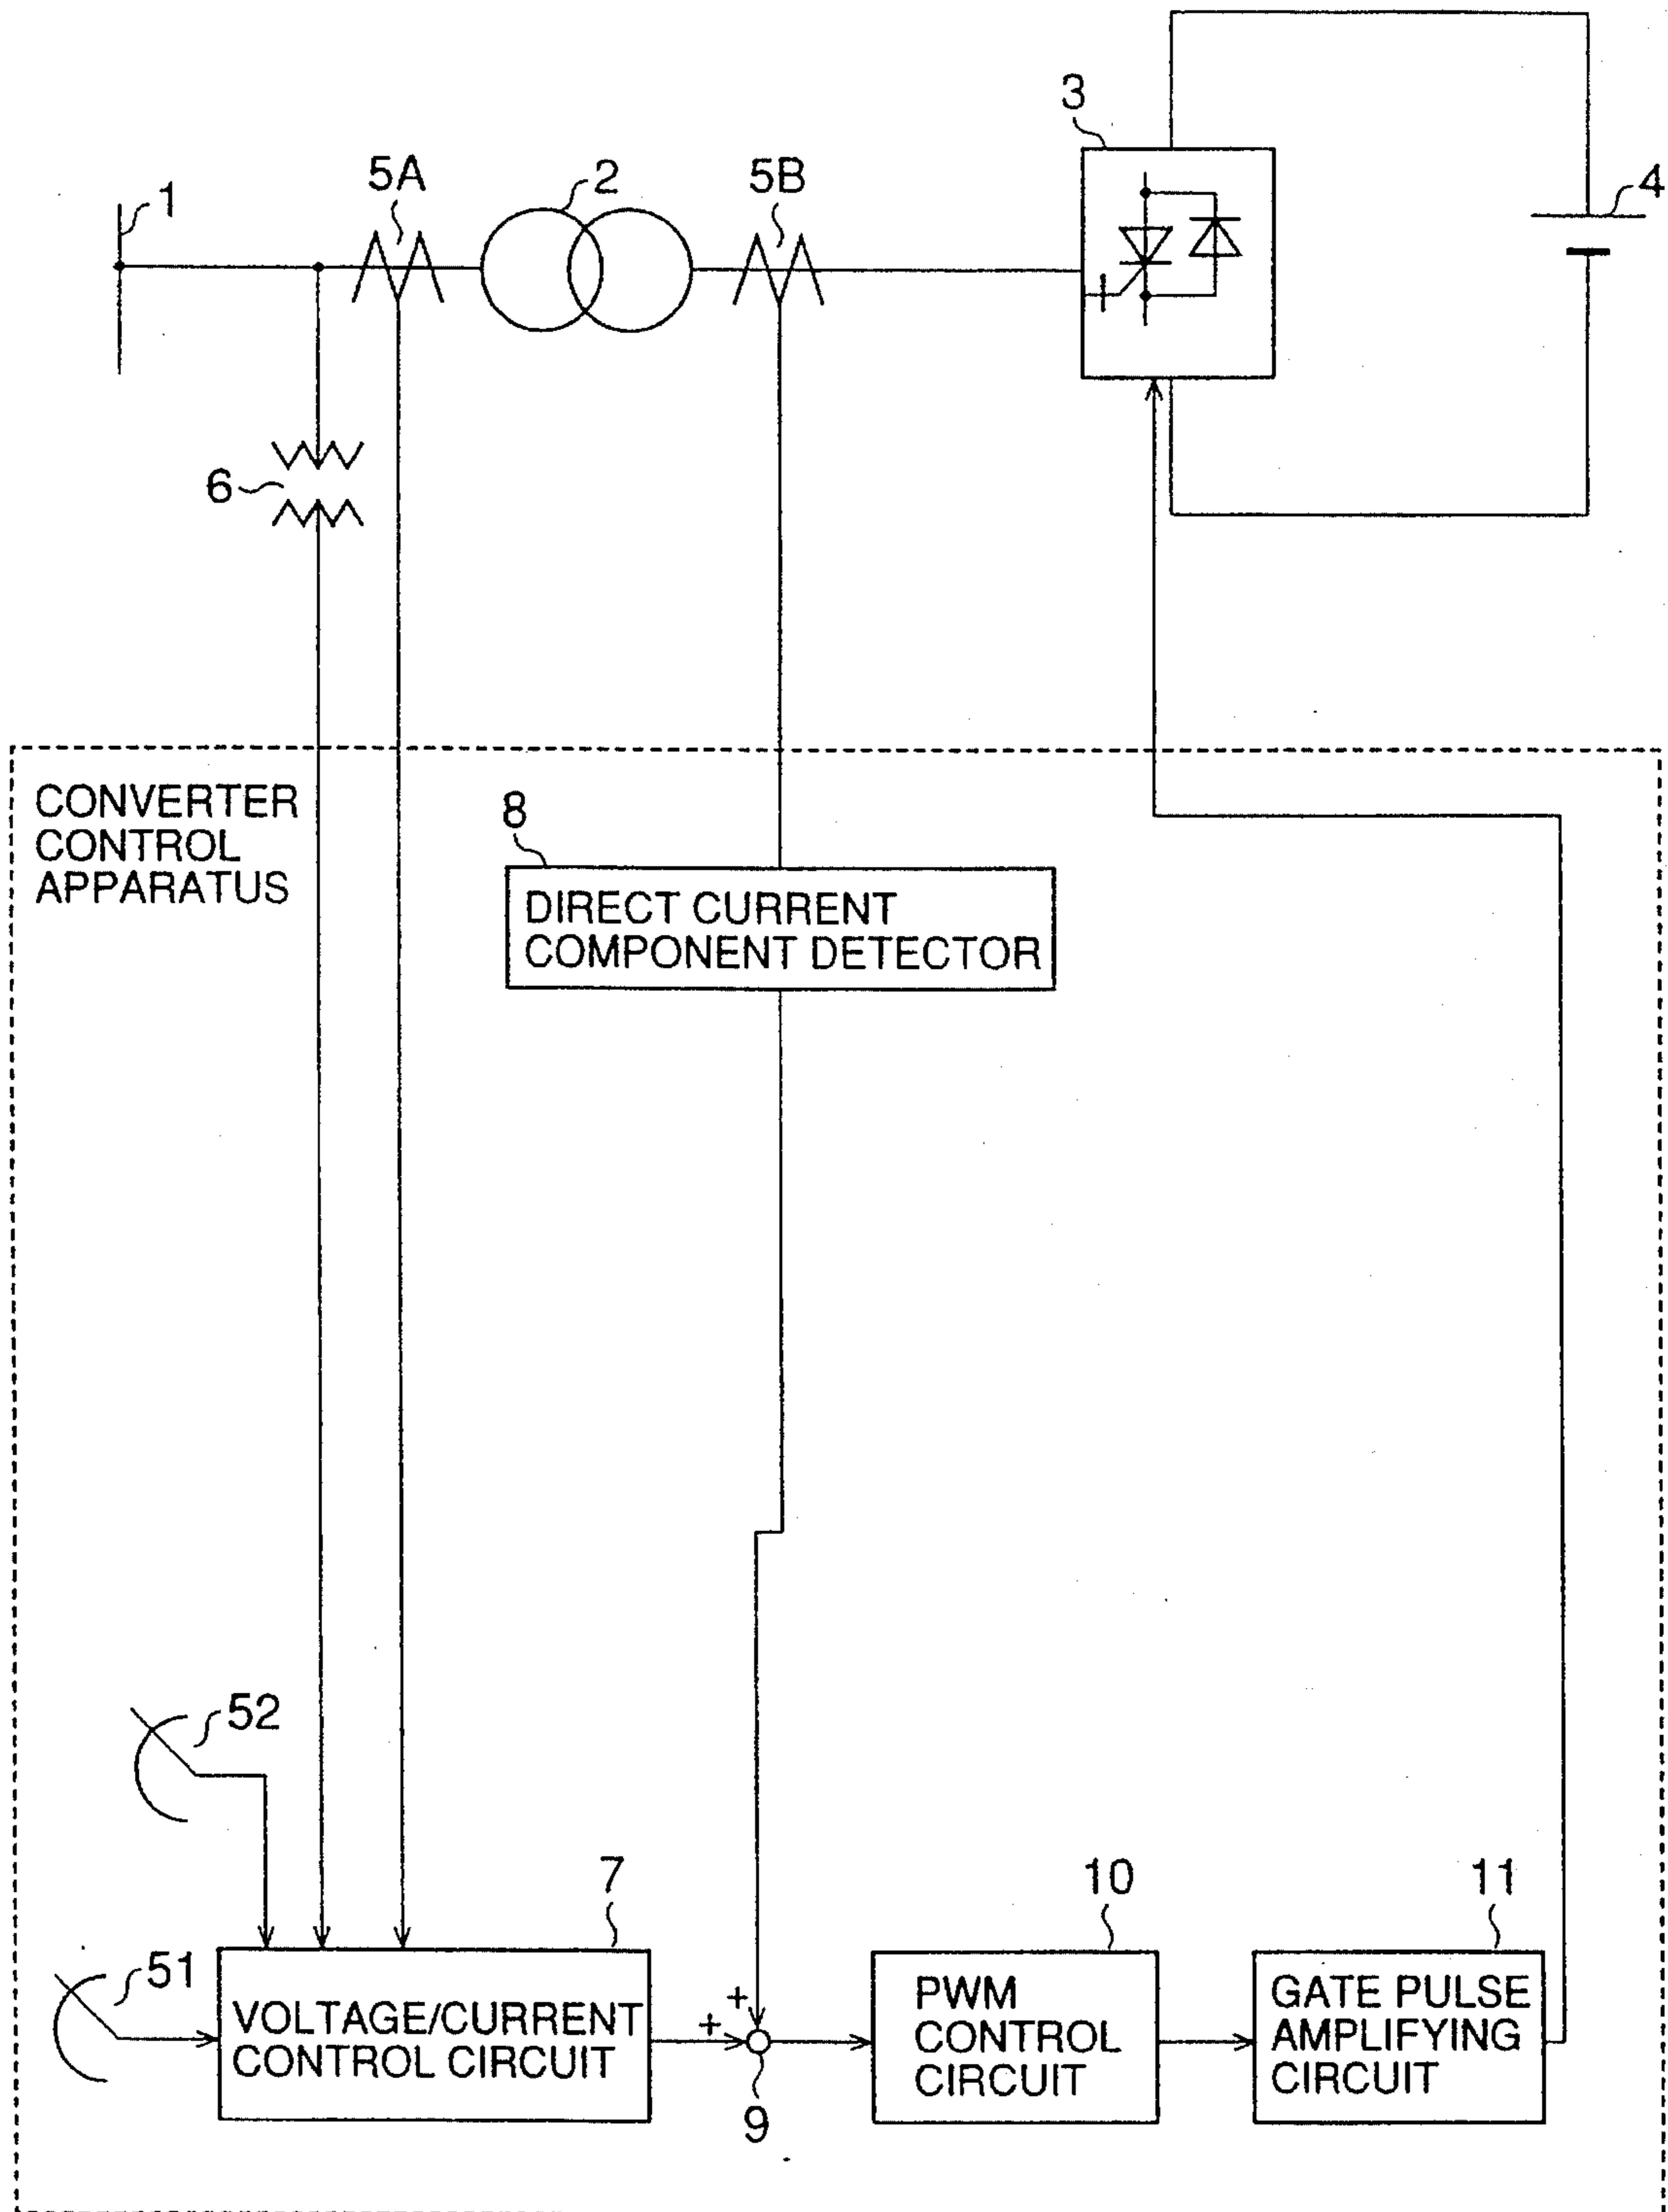 3
4
1
5A
2
5B
6
CONVERTER
CONTROL
APPARATUS
8
DIRECT CURRENT
COMPONENT DETECTOR
52
51
7
VOLTAGE/CURRENT
CONTROL CIRCUIT
+
+
9
10
PWM
CONTROL
CIRCUIT
11
GATE PULSE
AMPLIFYING
CIRCUIT